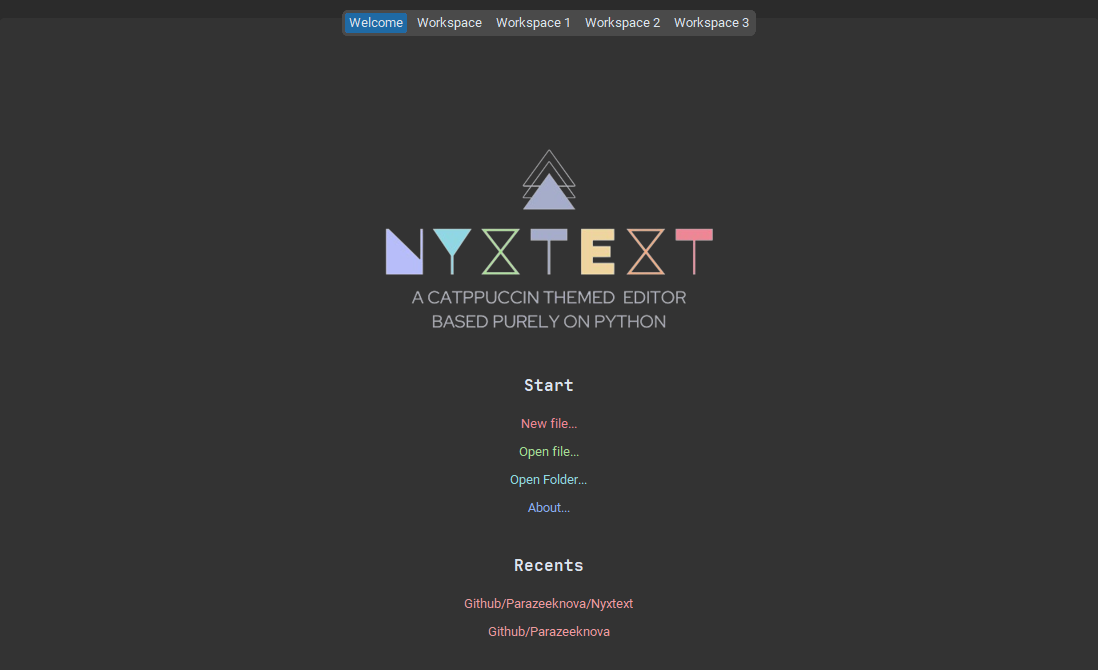 Welcome Workspace Workspace 1 Workspace 2 Workspace 3
NYXTEXT
A CATPPUCCIN THEMED EDITOR
BASED PURELY ON PYTHON
Start
New file...
Open file...
Open Folder...
About...
Recents
Github/Parazeeknova/Nyxtext
Github/Parazeeknova